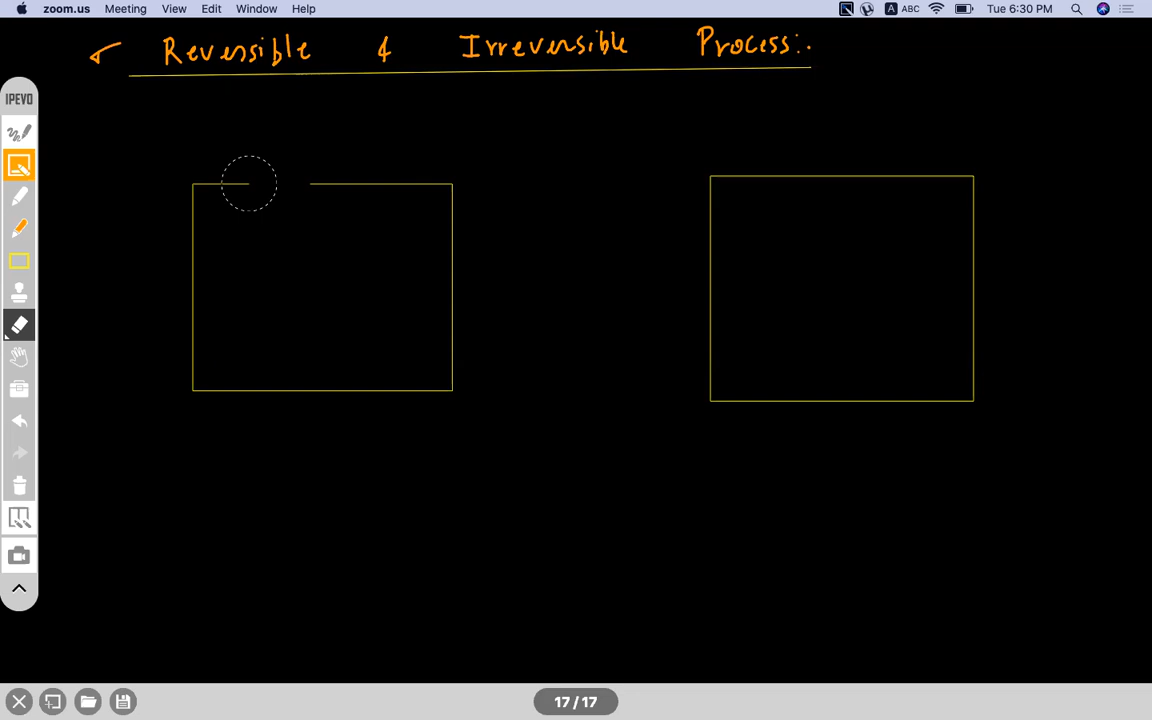 zoom.us Meeting View Edit Window Help A ABC Tue 6:30 PM
Reversible & Irreversible Process:.
IPEVO
17/17